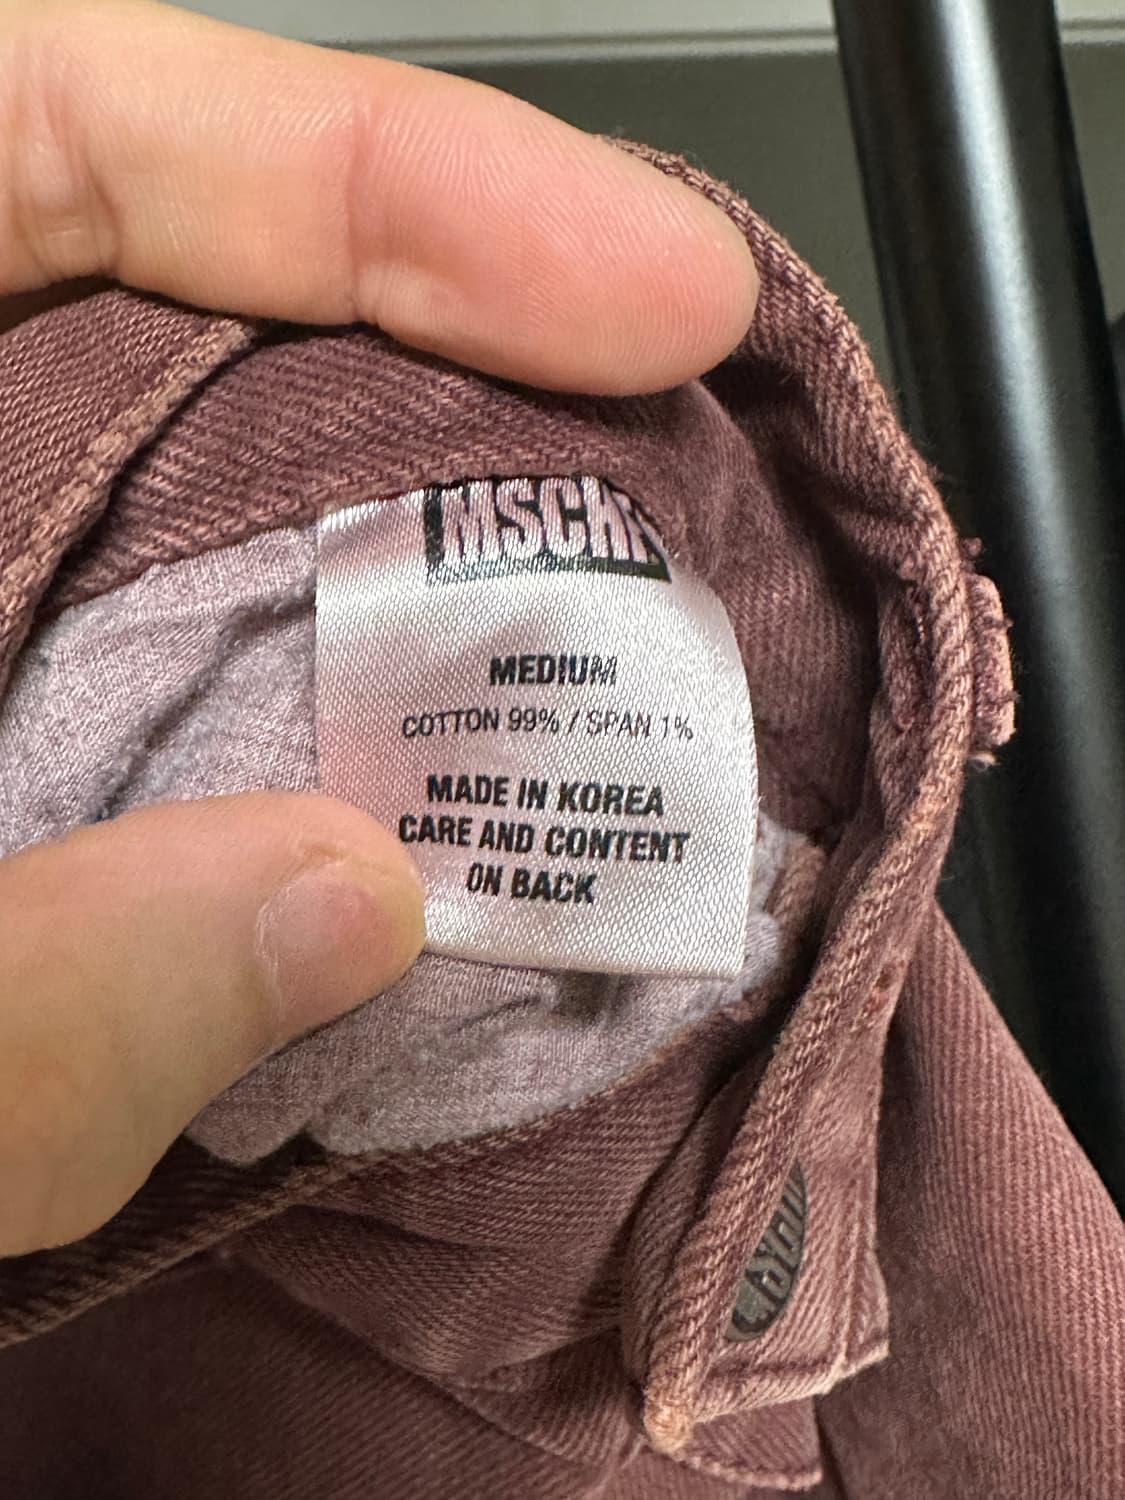 MSCHF
MEDIUM
COTTON 99% / SPAN 1%
MADE IN KOREA
CARE AND CONTENT
ON BACK